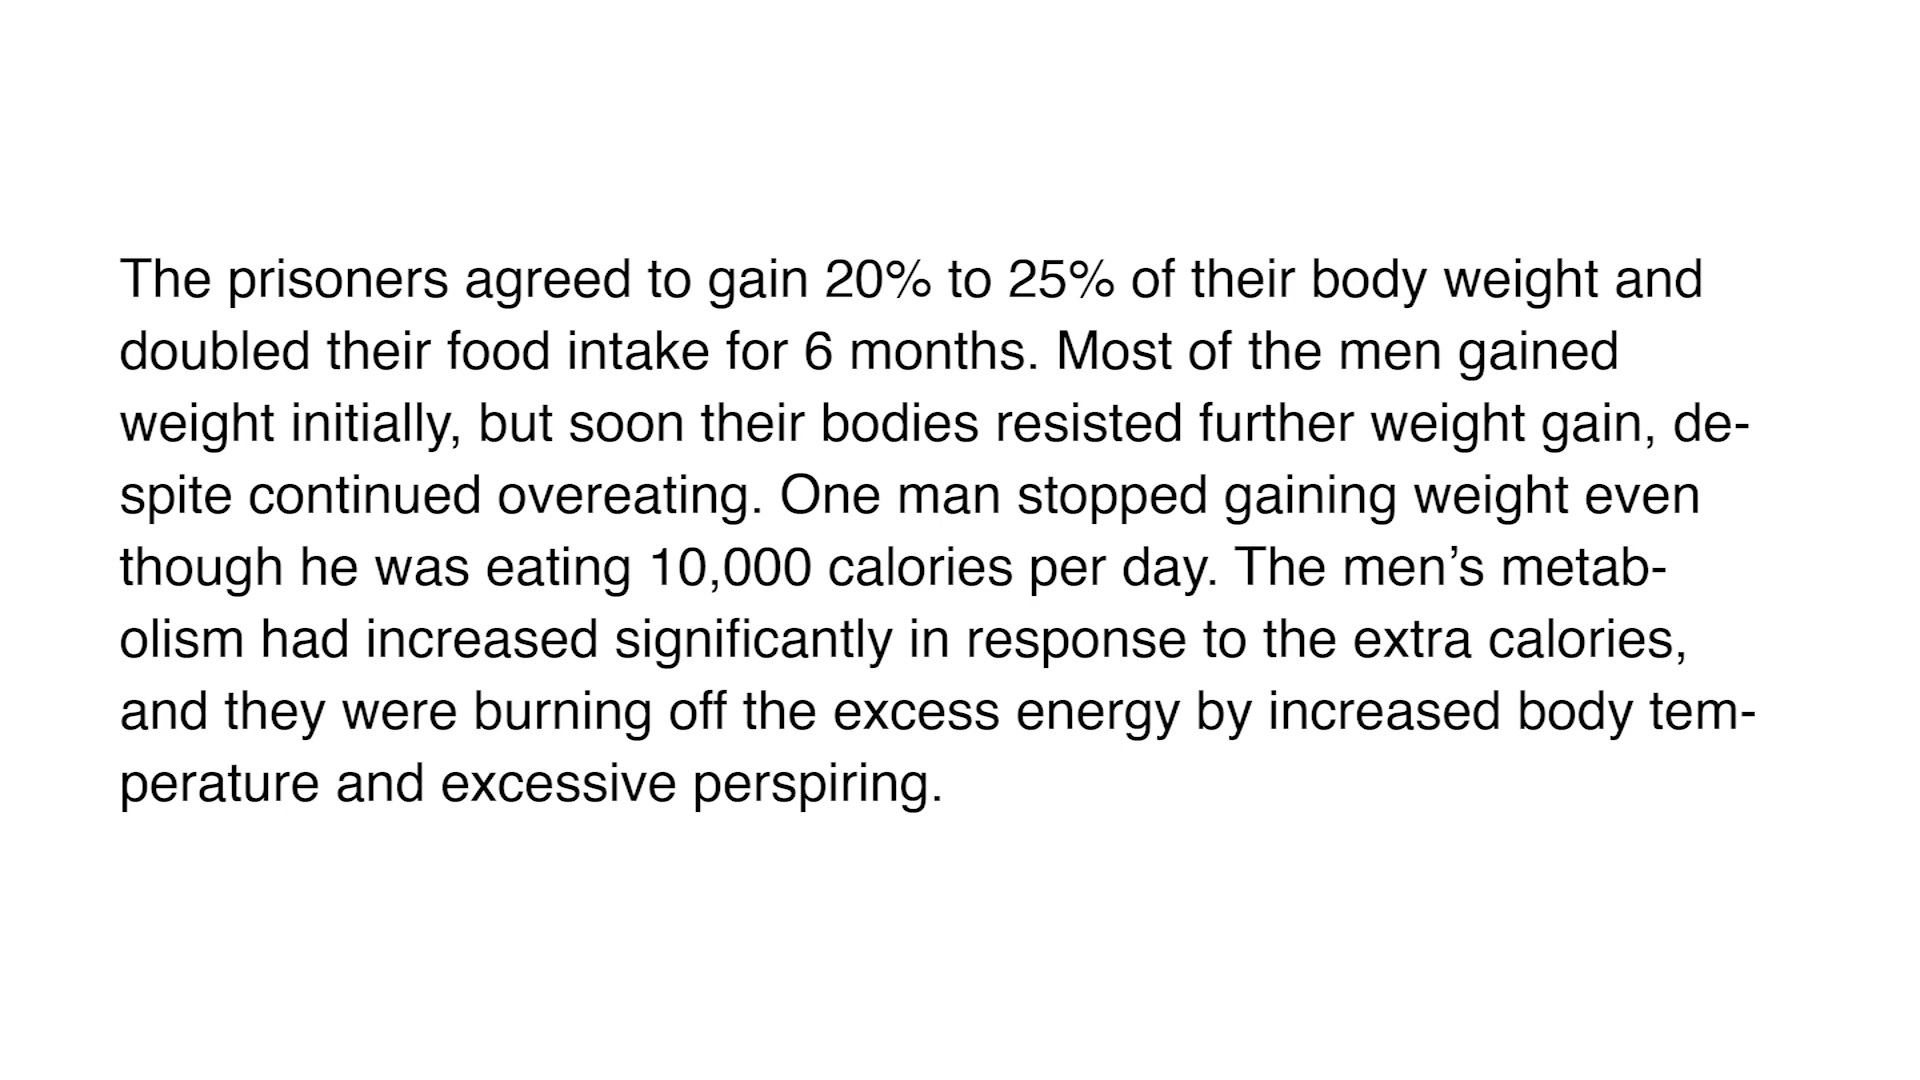 The prisoners agreed to gain 20% to 25% of their body weight and
doubled their food intake for 6 months. Most of the men gained
weight initially, but soon their bodies resisted further weight gain, de-
spite continued overeating. One man stopped gaining weight even
though he was eating 10,000 calories per day. The men’s metab-
olism had increased significantly in response to the extra calories,
and they were burning off the excess energy by increased body tem-
perature and excessive perspiring.